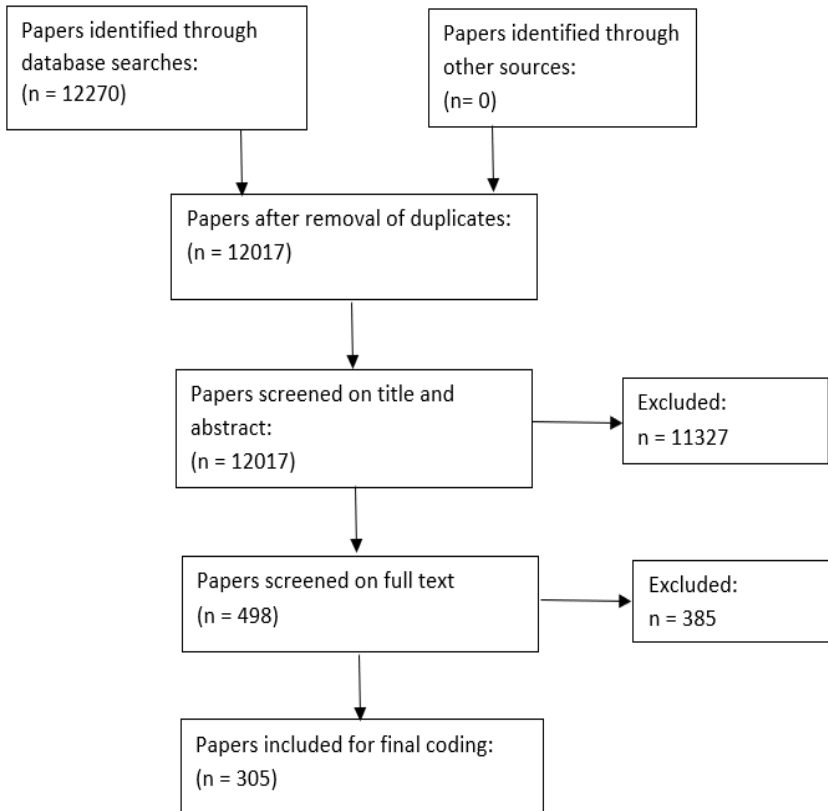 Papers identified through
database searches:
(n = 12270)
Papers identified through
other sources:
(n= 0)
Papers after removal of duplicates:
(n = 12017)
Papers screened on title and
abstract:
(n = 12017)
Excluded:
n = 11327
Papers screened on full text
(n = 498)
Excluded:
n = 385
Papers included for final coding:
(n = 305)